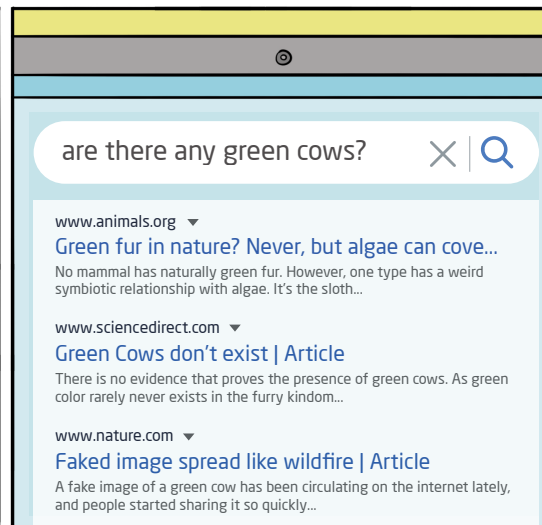 are there any green cows?
www.animals.org
Green fur in nature? Never, but algae can cove...
No mammal has naturally green fur. However, one type has a weird
symbiotic relationship with algae. It's the sloth...
www.sciencedirect.com
Green Cows don't exist | Article
There is no evidence that proves the presence of green cows. As green
color rarely never exists in the furry kindom...
www.nature.com
Faked image spread like wildfire | Article
A fake image of a green cow has been circulating on the internet lately,
and people started sharing it so quickly...